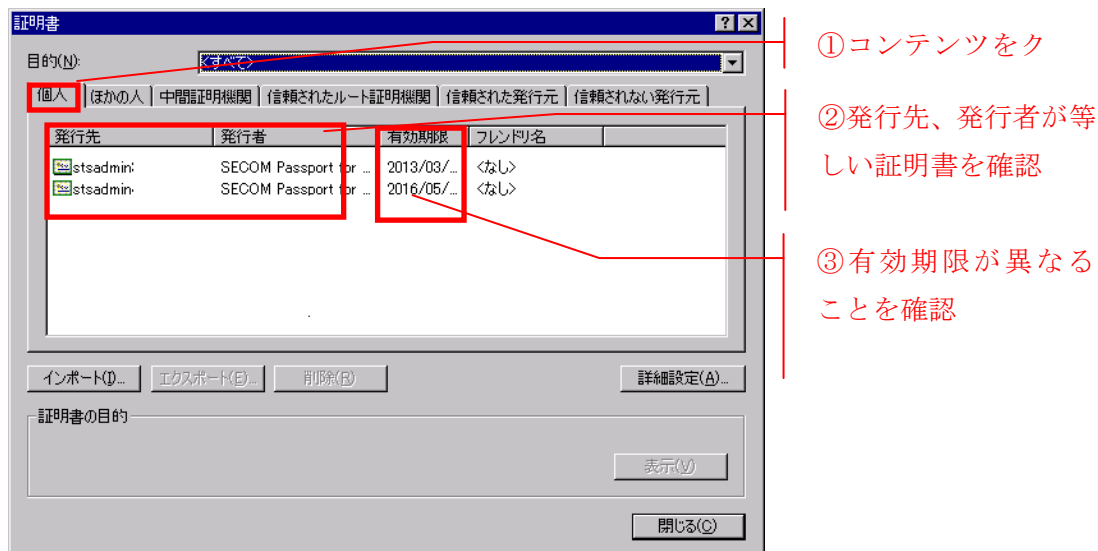 証明書
目的(N): <すべて>
個人 ほかの人 中間証明機関 信頼されたルート証明機関 信頼された発行元 信頼されない発行元
発行先 発行者 有効期限 フレンドリ名
stsadmin SECOM Passport for ... 2013/03/... <なし>
stsadmin SECOM Passport for ... 2016/05/... <なし>
インポート(I)... エクスポート(E)... 削除(R) 詳細設定(A)...
証明書の目的
表示(V)
閉じる(C)
①コンテンツをク
②発行先、発行者が等
しい証明書を確認
③有効期限が異なる
ことを確認